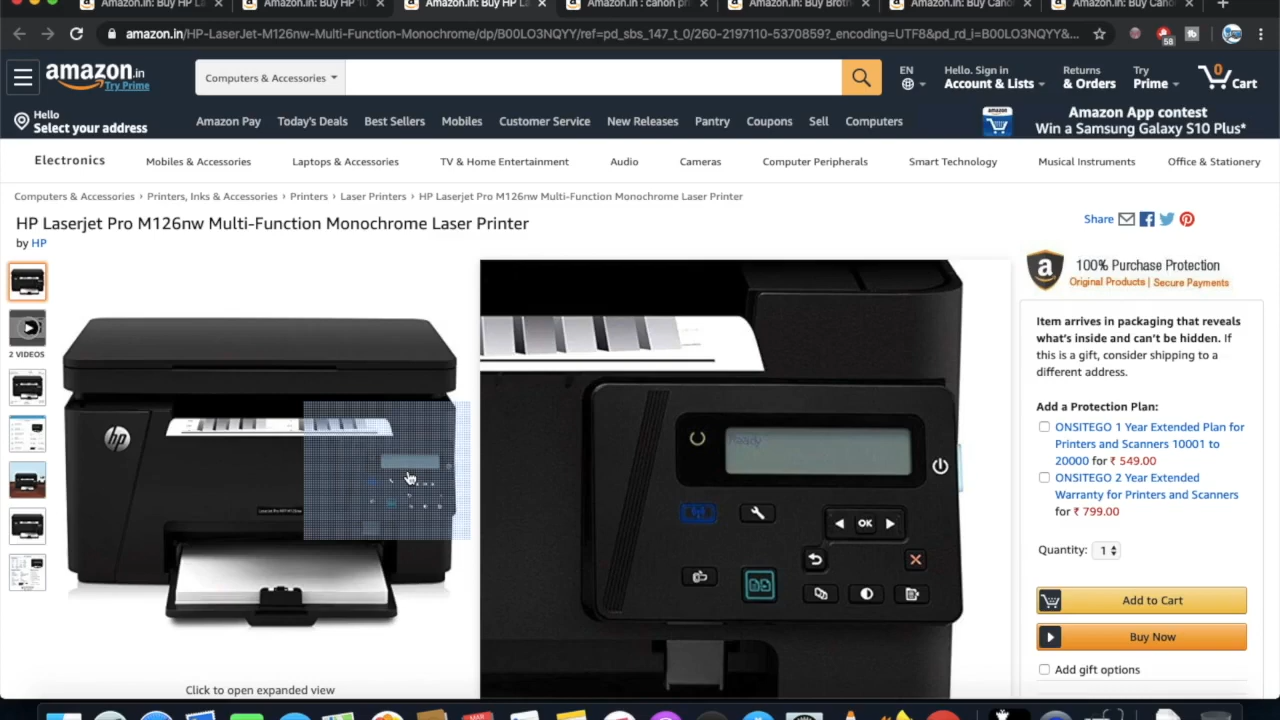 Amazon.in: Buy HP La
Amazon.in: Buy HP 10
Amazon.in: Buy HP La
Amazon.in : canon pr
Amazon.in: Buy Broth
Amazon.in: Buy Cano
Amazon.in: Buy Cano
amazon.in/HP-LaserJet-M126nw-Multi-Function-Monochrome/dp/B00LO3NQYY/ref=pd_sbs_147_t_0/260-2197110-5370859?_encoding=UTF8&pd_rd_i=B00LO3NQYY&...
58
amazon.in
Try Prime
Computers & Accessories
EN
Hello. Sign in
Account & Lists
Returns
& Orders
Try
Prime
0
Cart
Hello
Select your address
Amazon Pay
Today's Deals
Best Sellers
Mobiles
Customer Service
New Releases
Pantry
Coupons
Sell
Computers
Amazon App contest
Win a Samsung Galaxy S10 Plus*
Electronics
Mobiles & Accessories
Laptops & Accessories
TV & Home Entertainment
Audio
Cameras
Computer Peripherals
Smart Technology
Musical Instruments
Office & Stationery
Computers & Accessories › Printers, Inks & Accessories › Printers › Laser Printers › HP Laserjet Pro M126nw Multi-Function Monochrome Laser Printer
HP Laserjet Pro M126nw Multi-Function Monochrome Laser Printer
by HP
Share
2 VIDEOS
hp
Ready
OK
Click to open expanded view
100% Purchase Protection
Original Products | Secure Payments
Item arrives in packaging that reveals
what's inside and can't be hidden. If
this is a gift, consider shipping to a
different address.
Add a Protection Plan:
ONSITEGO 1 Year Extended Plan for
Printers and Scanners 10001 to
20000 for ₹ 549.00
ONSITEGO 2 Year Extended
Warranty for Printers and Scanners
for ₹ 799.00
Quantity: 1
Add to Cart
Buy Now
Add gift options